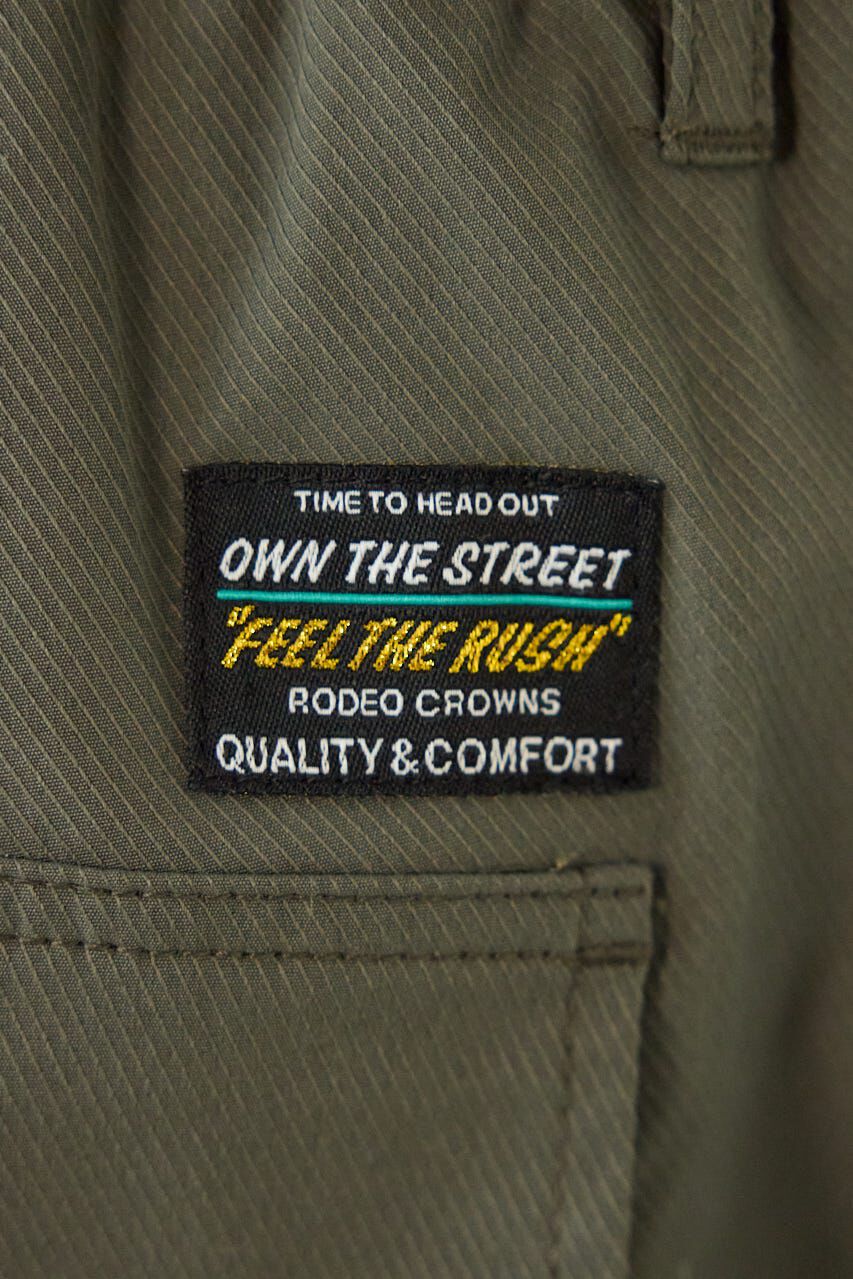 TIME TO HEAD OUT
OWN THE STREET
"FEEL THE RUSH"
RODEO CROWNS
QUALITY & COMFORT